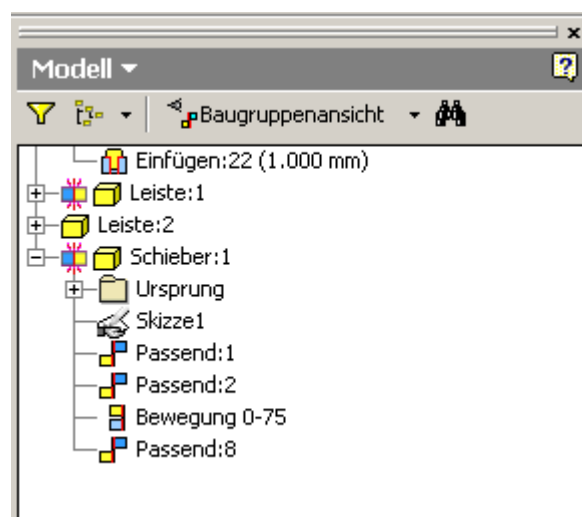 Modell
Baugruppenansicht
Einfügen:22 (1.000 mm)
Leiste:1
Leiste:2
Schieber:1
Ursprung
Skizze1
Passend:1
Passend:2
Bewegung 0-75
Passend:8